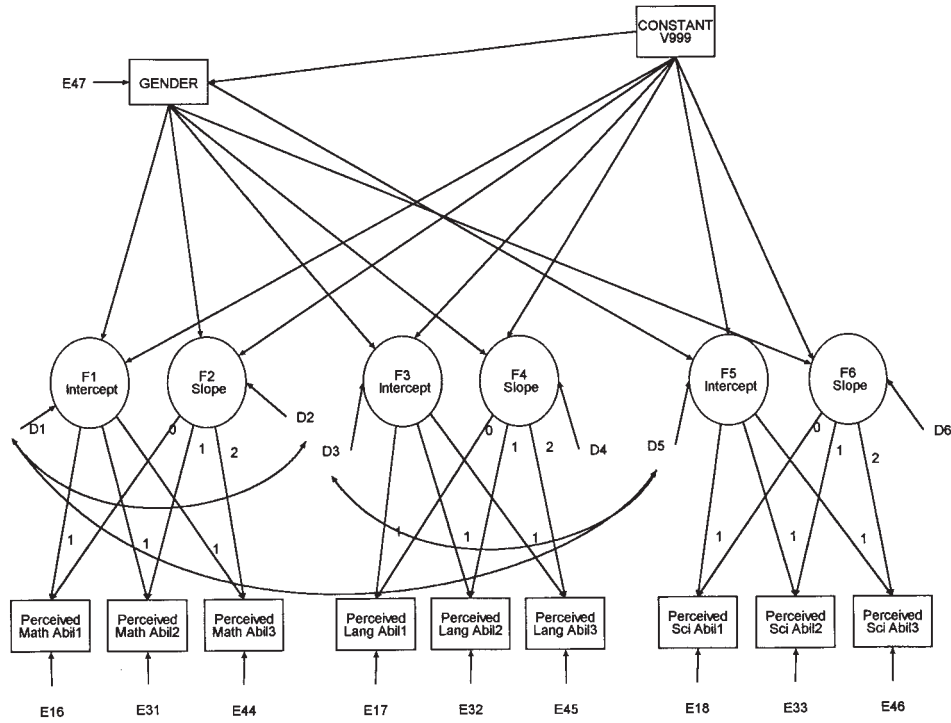 CONSTANT
V999
E47
GENDER
F1
Intercept
F2
Slope
F3
Intercept
F4
Slope
F5
Intercept
F6
Slope
D1
D2
D3
D4
D5
D6
0
1
2
0
1
2
0
1
2
1
1
1
1
1
1
1
1
1
Perceived
Math Abil1
Perceived
Math Abil2
Perceived
Math Abil3
Perceived
Lang Abil1
Perceived
Lang Abil2
Perceived
Lang Abil3
Perceived
Sci Abil1
Perceived
Sci Abil2
Perceived
Sci Abil3
E16
E31
E44
E17
E32
E45
E18
E33
E46